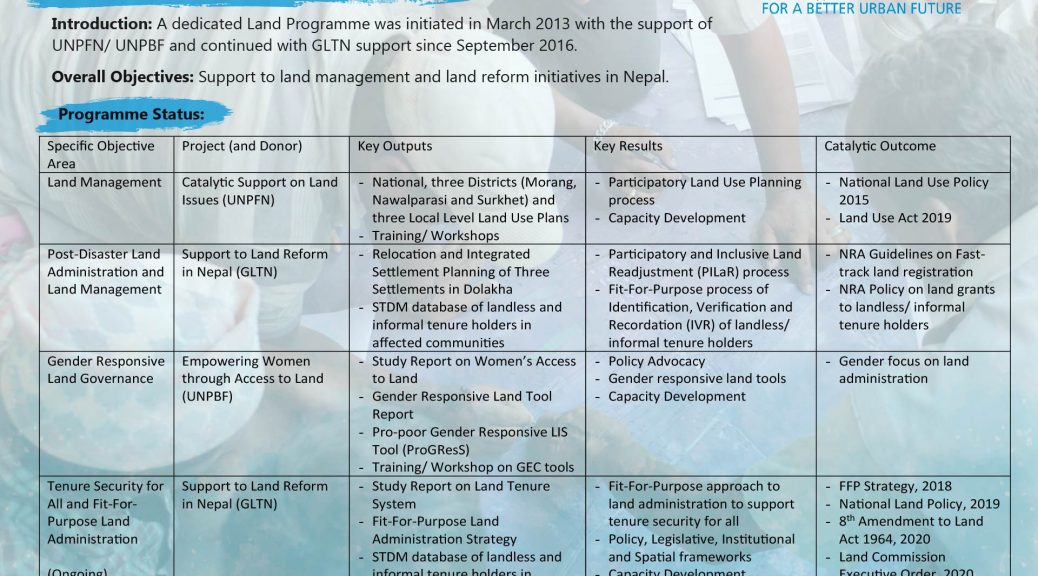 FOR A BETTER URBAN FUTURE
Introduction: A dedicated Land Programme was initiated in March 2013 with the support of
UNPFN/ UNPBF and continued with GLTN support since September 2016.
Overall Objectives: Support to land management and land reform initiatives in Nepal.
Programme Status:
Specific Objective
Area
Project (and Donor)
Key Outputs
Key Results
Catalytic Outcome
Land Management
Catalytic Support on Land
Issues (UNPFN)
- National, three Districts (Morang,
Nawalparasi and Surkhet) and
three Local Level Land Use Plans
- Training/ Workshops
- Participatory Land Use Planning
process
- Capacity Development
- National Land Use Policy
2015
- Land Use Act 2019
Post-Disaster Land
Administration and
Land Management
Support to Land Reform
in Nepal (GLTN)
- Relocation and Integrated
Settlement Planning of Three
Settlements in Dolakha
- STDM database of landless and
informal tenure holders in
affected communities
- Participatory and Inclusive Land
Readjustment (PILaR) process
- Fit-For-Purpose process of
Identification, Verification and
Recordation (IVR) of landless/
informal tenure holders
- NRA Guidelines on Fast-
track land registration
- NRA Policy on land grants
to landless/ informal
tenure holders
Gender Responsive
Land Governance
Empowering Women
through Access to Land
(UNPBF)
- Study Report on Women's Access
to Land
- Gender Responsive Land Tool
Report
- Pro-poor Gender Responsive LIS
Tool (ProGResS)
- Training/ Workshop on GEC tools
- Policy Advocacy
- Gender responsive land tools
- Capacity Development
- Gender focus on land
administration
Tenure Security for
All and Fit-For-
Purpose Land
Administration
(Ongoing)
Support to Land Reform
in Nepal (GLTN)
- Study Report on Land Tenure
System
- Fit-For-Purpose Land
Administration Strategy
- STDM database of landless and
informal tenure holders in
- Fit-For-Purpose approach to
land administration to support
tenure security for all
- Policy, Legislative, Institutional
and Spatial frameworks
- Capacity Development
- FFP Strategy, 2018
- National Land Policy, 2019
- 8th Amendment to Land
Act 1964, 2020
- Land Commission
Executive Order, 2020